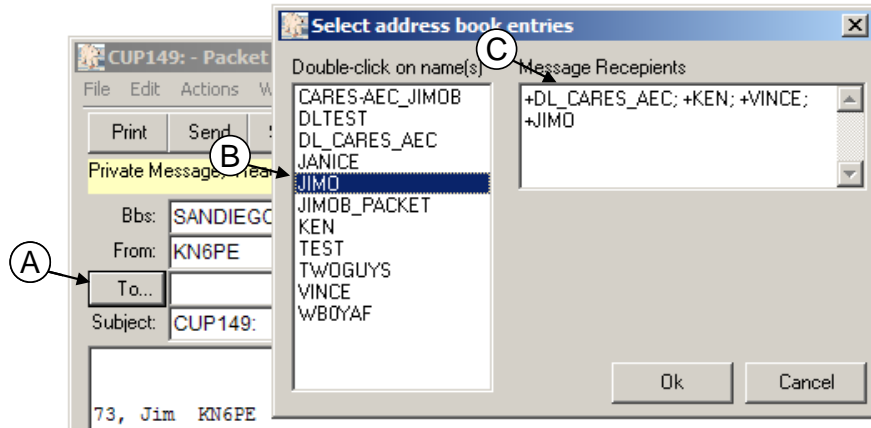 Select address book entries
C
CUP149: - Packet
Double-click on name(s)
Message Recepients
File Edit Actions W
CARES-AEC_JIMOB
DLTEST
DL_CARES_AEC
JANICE
JIMO
JIMOB_PACKET
KEN
TEST
TWOGUYS
VINCE
WB0YAF
+DL_CARES_AEC; +KEN; +VINCE;
+JIMO
Print Send
B
Private Message,
Bbs: SANDIEGO
From: KN6PE
A
To...
Subject: CUP149:
Ok Cancel
73, Jim KN6PE